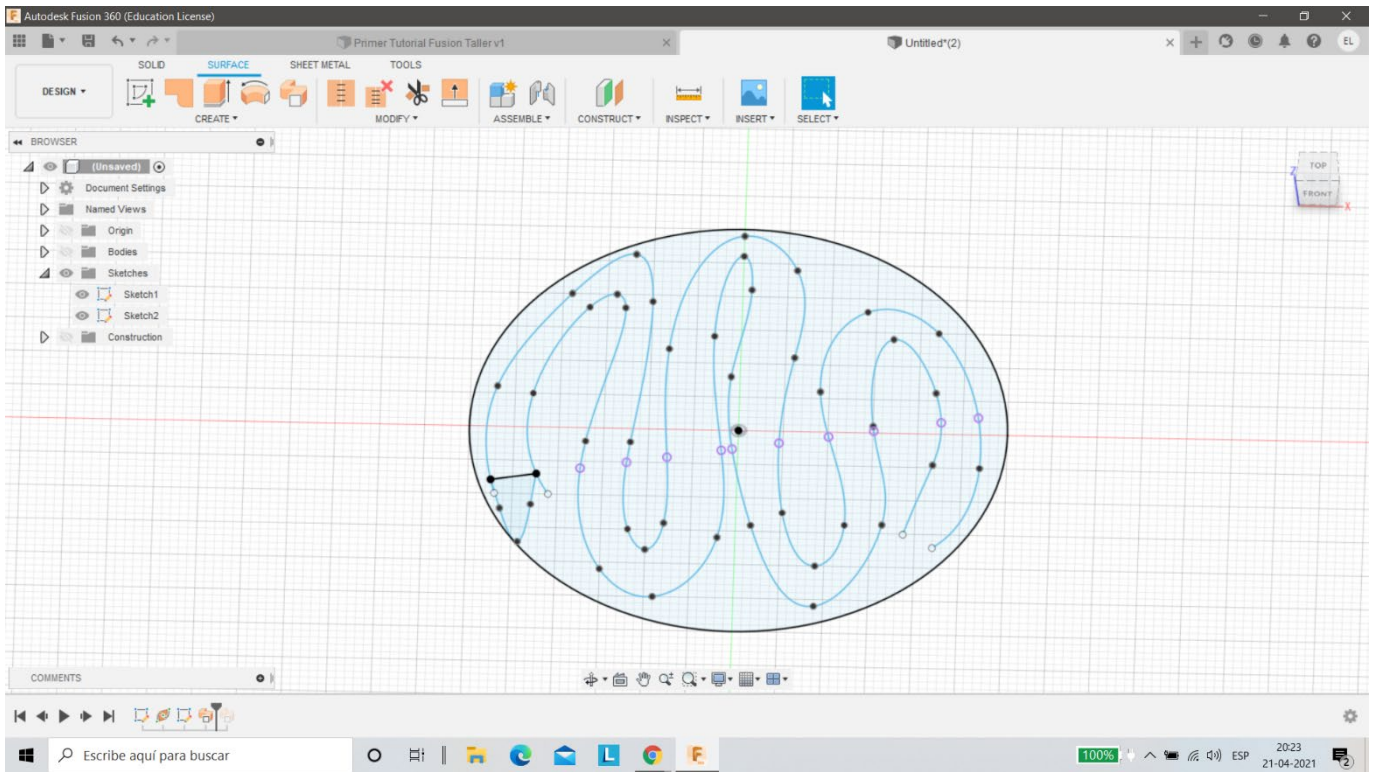 Autodesk Fusion 360 (Education License)
Primer Tutorial Fusion Taller v1
Untitled*(2)
EL
SOLID SURFACE SHEET METAL TOOLS
DESIGN
CREATE MODIFY ASSEMBLE CONSTRUCT INSPECT INSERT SELECT
BROWSER
(Unsaved)
Document Settings
Named Views
Origin
Bodies
Sketches
Sketch1
Sketch2
Construction
TOP
Z
FRONT
X
COMMENTS
Escribe aquí para buscar
L
F
100%
ESP
20:23
21-04-2021
2